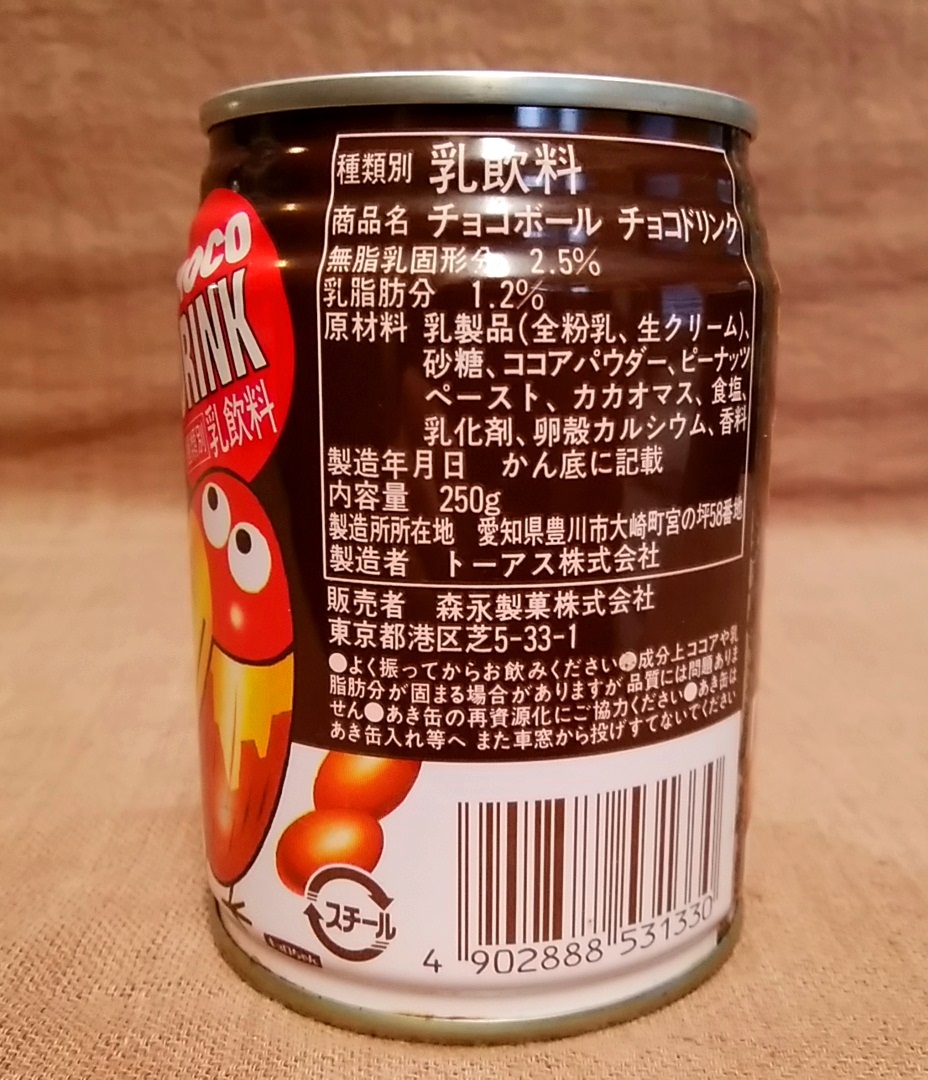 OCO
RINK
別 乳飲料
種類別 乳飲料
商品名 チョコボール チョコドリンク
無脂乳固形分 2.5%
乳脂肪分 1.2%
原材料 乳製品(全粉乳、生クリーム)、
砂糖、ココアパウダー、ピーナッツ
ペースト、カカオマス、食塩、
乳化剤、卵殻カルシウム、香料
製造年月日 かん底に記載
内容量 250g
製造所所在地 愛知県豊川市大崎町宮の坪58番地
製造者 トーアス株式会社
販売者 森永製菓株式会社
東京都港区芝5-33-1
●よく振ってからお飲みください●成分上ココアや乳
脂肪分が固まる場合がありますが品質には問題ありま
せん●あき缶の再資源化にご協力ください●あき缶は
あき缶入れ等へ また車窓から投げすてないでください
スチール
4 902888 531330